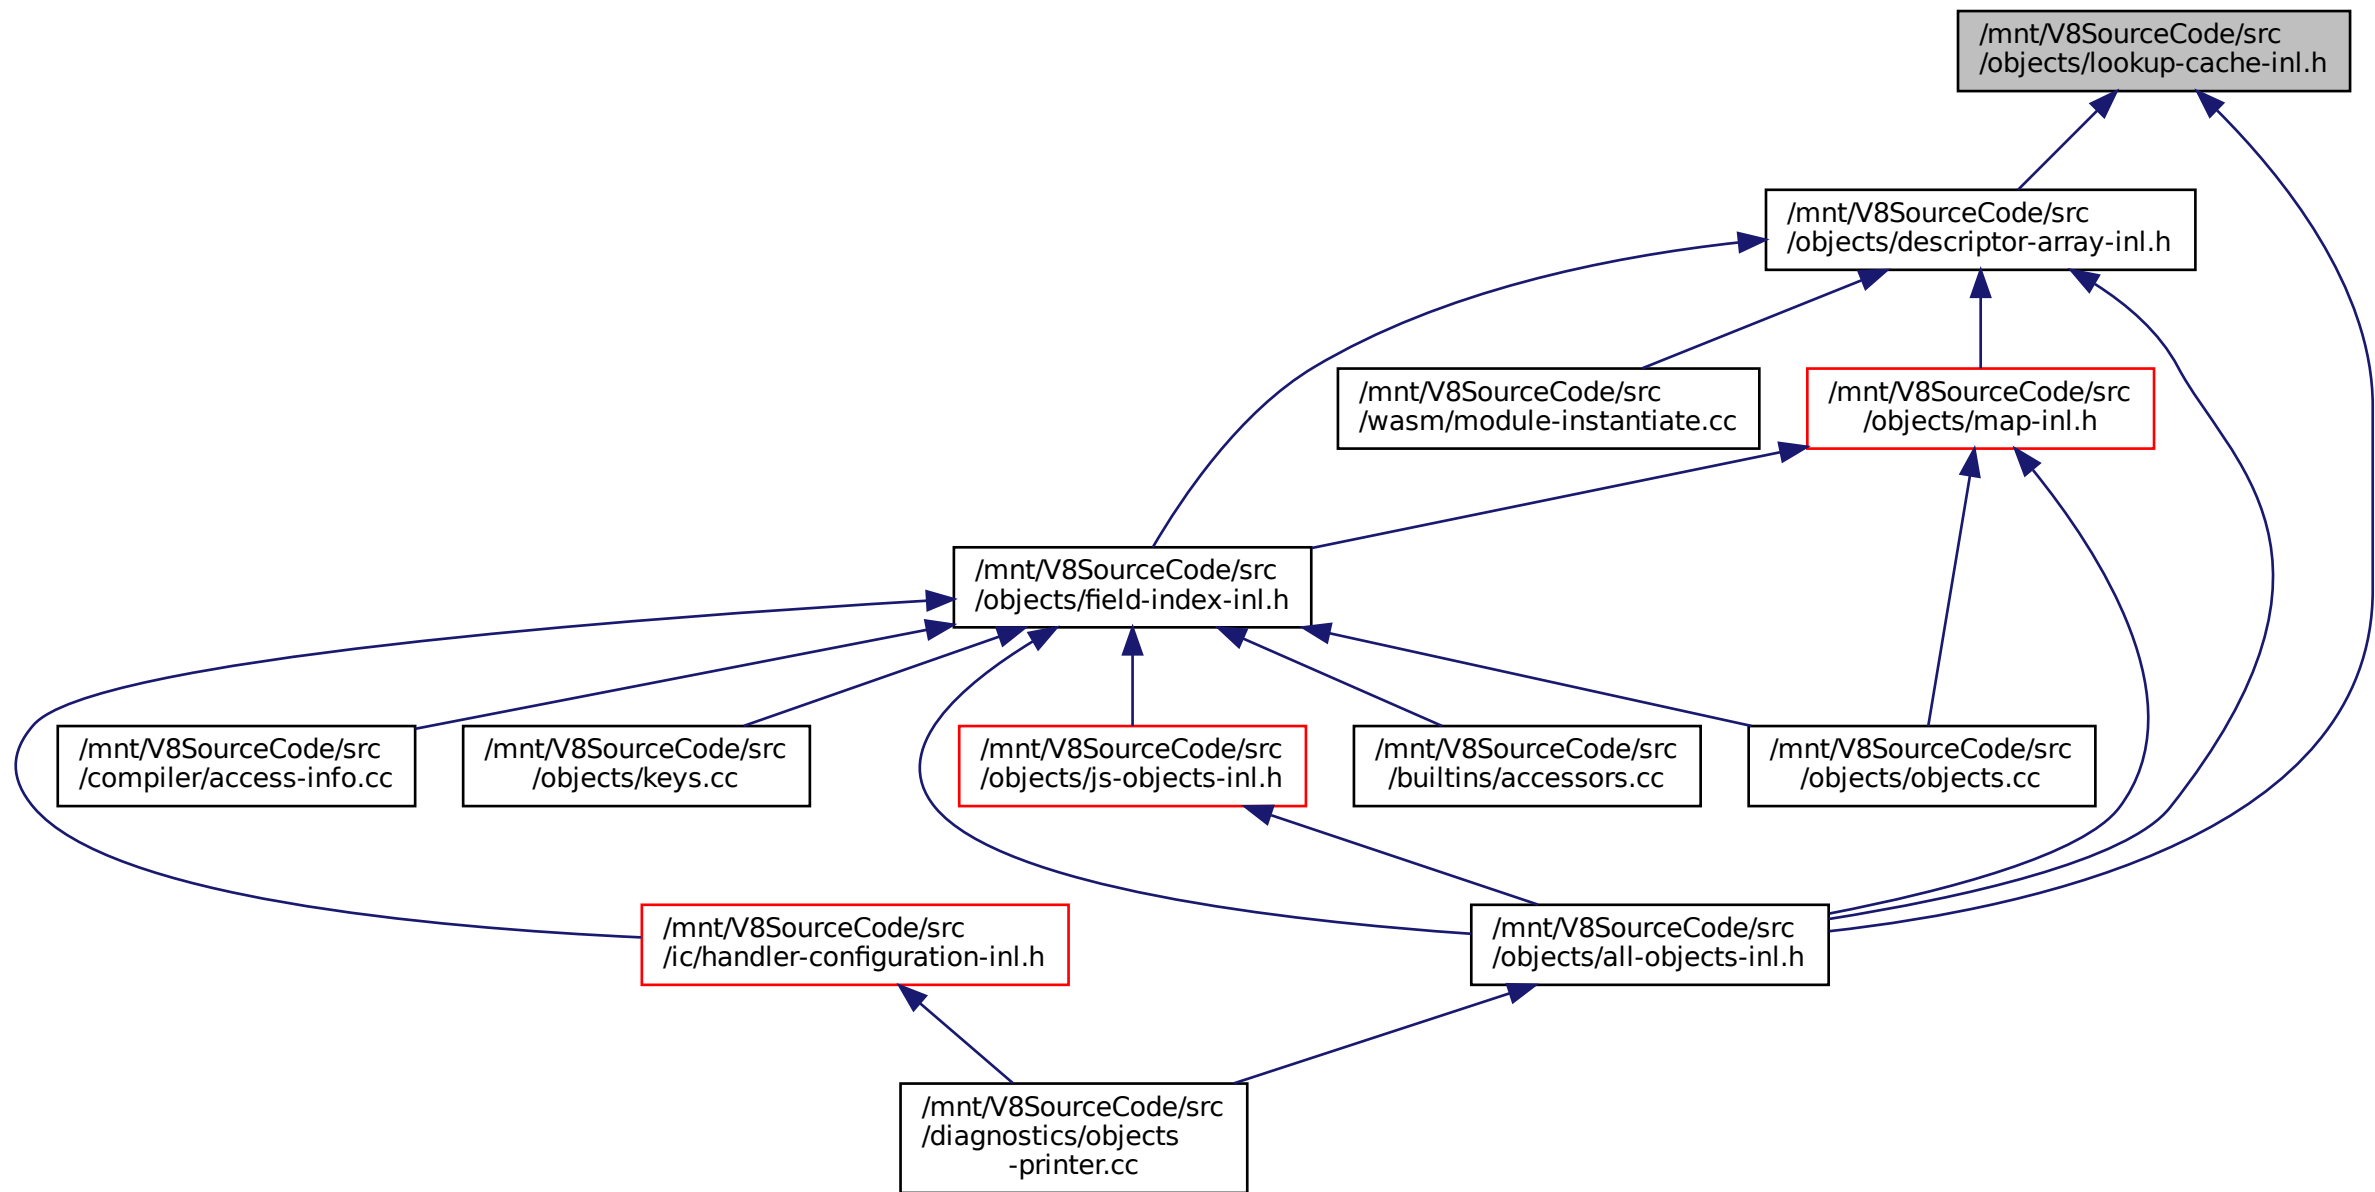 /mnt/V8SourceCode/src
/objects/lookup-cache-inl.h
/mnt/V8SourceCode/src
/objects/descriptor-array-inl.h
/mnt/V8SourceCode/src
/wasm/module-instantiate.cc
/mnt/V8SourceCode/src
/objects/map-inl.h
/mnt/V8SourceCode/src
/objects/field-index-inl.h
/mnt/V8SourceCode/src
/compiler/access-info.cc
/mnt/V8SourceCode/src
/objects/keys.cc
/mnt/V8SourceCode/src
/objects/js-objects-inl.h
/mnt/V8SourceCode/src
/builtins/accessors.cc
/mnt/V8SourceCode/src
/objects/objects.cc
/mnt/V8SourceCode/src
/ic/handler-configuration-inl.h
/mnt/V8SourceCode/src
/objects/all-objects-inl.h
/mnt/V8SourceCode/src
/diagnostics/objects
-printer.cc